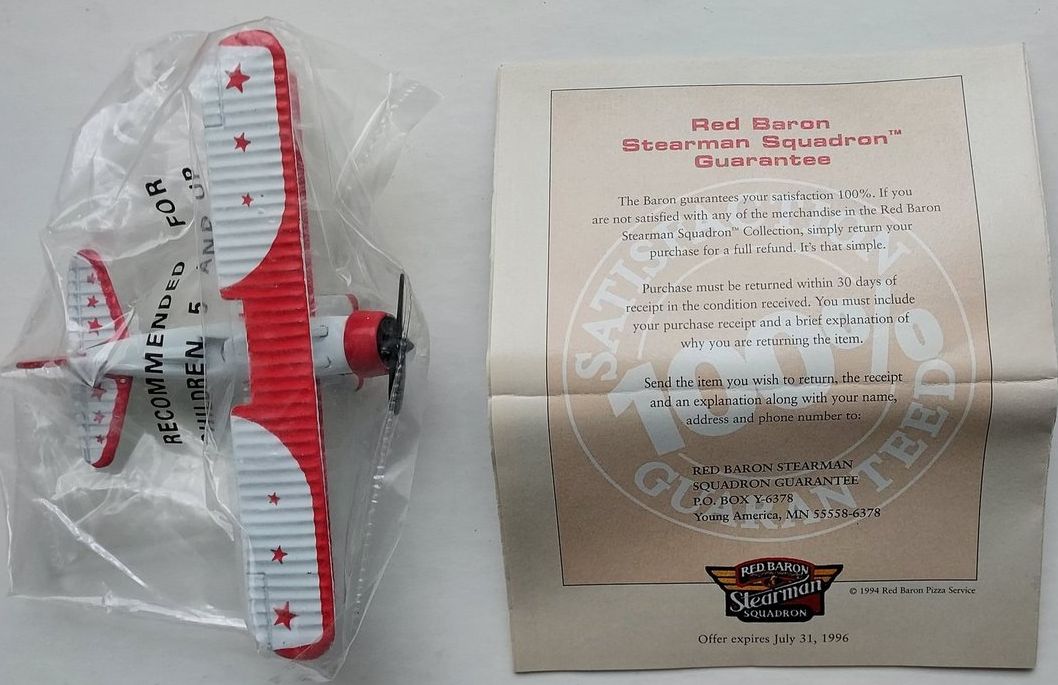 RECOMMENDED FOR
CHILDREN 5 AND UP
Red Baron
Stearman Squadron™
Guarantee
The Baron guarantees your satisfaction 100%. If you
are not satisfied with any of the merchandise in the Red Baron
Stearman Squadron™ Collection, simply return your
purchase for a full refund. It's that simple.
Purchase must be returned within 30 days of
receipt in the condition received. You must include
your purchase receipt and a brief explanation of
why you are returning the item.
Send the item you wish to return, the receipt
and an explanation along with your name,
address and phone number to:
RED BARON STEARMAN
SQUADRON GUARANTEE
P.O. BOX Y-6378
Young America, MN 55558-6378
100%
GUARANTEED
RED BARON
Stearman
SQUADRON
© 1994 Red Baron Pizza Service
Offer expires July 31, 1996